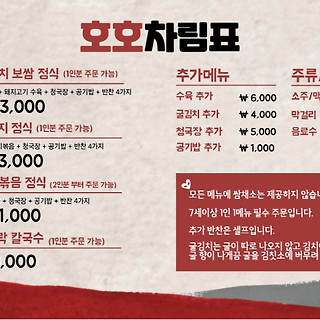 호호차림표
치 보쌈 정식 (1인분 주문 가능)
+ 돼지고기 수육 + 청국장 + 공기밥 + 반찬 4가지
3,000
지 정식 (1인분 주문 가능)
볶음 + 청국장 + 공기밥 + 반찬 4가지
3,000
볶음 정식 (2인분 부터 주문 가능)
+ 청국장 + 공기밥 + 반찬 4가지
1,000
락 칼국수 (1인분 주문 가능)
,000
추가메뉴
수육 추가 ₩ 6,000
굴김치 추가 ₩ 4,000
청국장 추가 ₩ 5,000
공기밥 추가 ₩ 1,000
주류/
소주/맥
막걸리
음료수
모든 메뉴에 쌈채소는 제공하지 않습니
7세이상 1인 1메뉴 필수 주문입니다.
추가 반찬은 셀프입니다.
굴김치는 굴이 따로 나오지 않고 김치에
굴 향이 나게끔 굴을 김칫소에 버무려